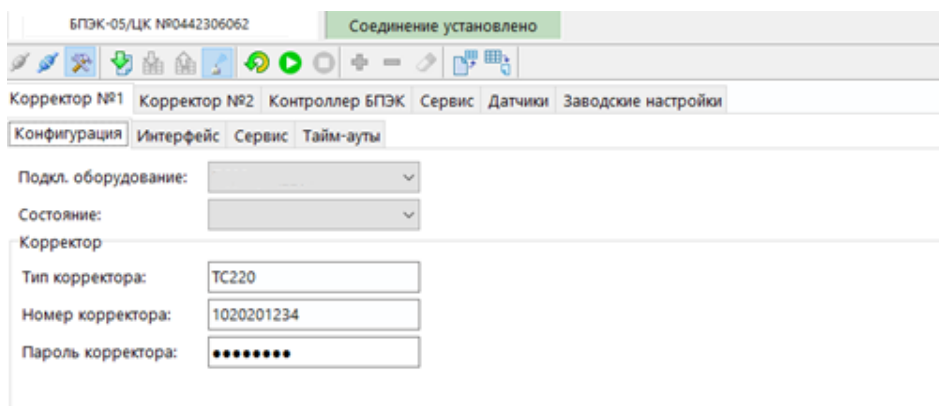 БПЭК-05/ЦК №0442306062 Соединение установлено
Корректор №1 Корректор №2 Контроллер БПЭК Сервис Датчики Заводские настройки
Конфигурация Интерфейс Сервис Тайм-ауты
Подкл. оборудование:
Состояние:
Корректор
Тип корректора: TC220
Номер корректора: 1020201234
Пароль корректора: ●●●●●●●●